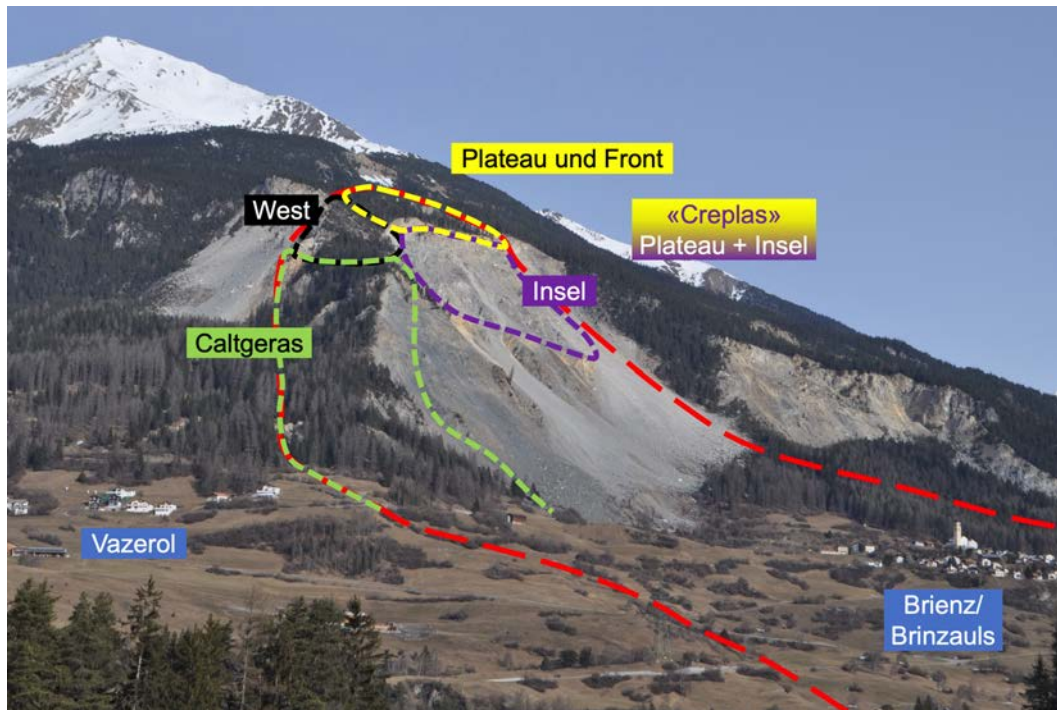 Plateau und Front
West
«Creplas»
Plateau + Insel
Insel
Caltgeras
Vazerol
Brienz/
Brinzauls